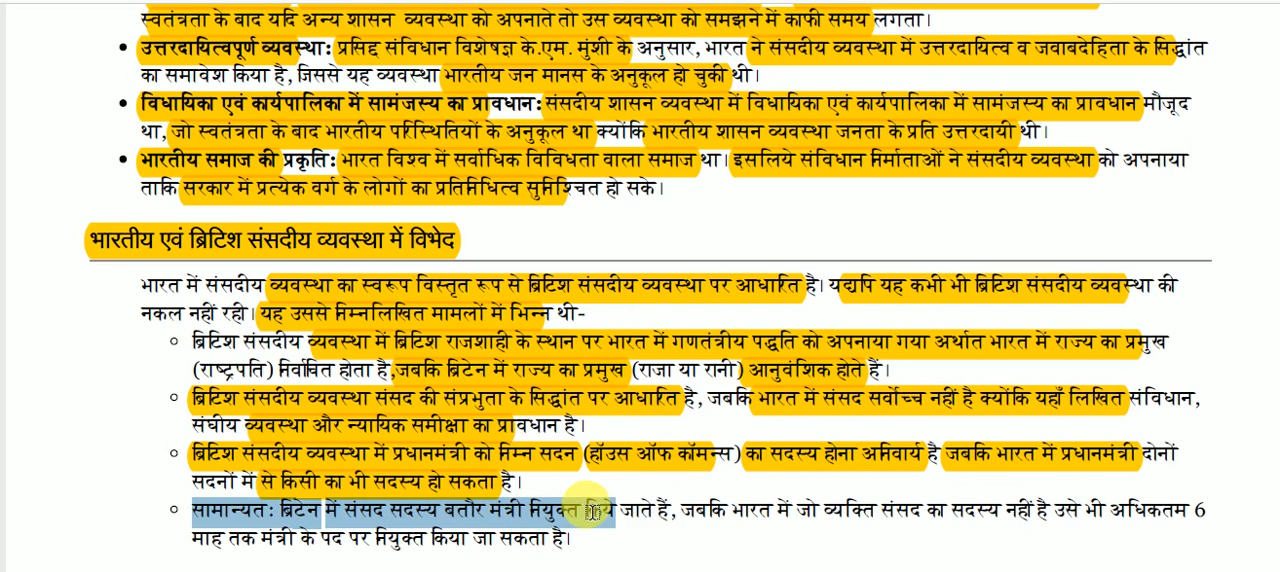 स्वतंत्रता के बाद यदि अन्य शासन व्यवस्था को अपनाते तो उस व्यवस्था को समझने में काफी समय लगता।
• उत्तरदायित्वपूर्ण व्यवस्था: प्रसिद्द संविधान विशेषज्ञ के.एम. मुंशी के अनुसार, भारत ने संसदीय व्यवस्था में उत्तरदायित्व व जवाबदेहिता के सिद्धांत
का समावेश किया है, जिससे यह व्यवस्था भारतीय जन मानस के अनुकूल हो चुकी थी।
• विधायिका एवं कार्यपालिका में सामंजस्य का प्रावधान: संसदीय शासन व्यवस्था में विधायिका एवं कार्यपालिका में सामंजस्य का प्रावधान मौजूद
था, जो स्वतंत्रता के बाद भारतीय परिस्थितियों के अनुकूल था क्योंकि भारतीय शासन व्यवस्था जनता के प्रति उत्तरदायी थी।
• भारतीय समाज की प्रकृति: भारत विश्व में सर्वाधिक विविधता वाला समाज था। इसलिये संविधान निर्माताओं ने संसदीय व्यवस्था को अपनाया
ताकि सरकार में प्रत्येक वर्ग के लोगों का प्रतिनिधित्व सुनिश्चित हो सके।
भारतीय एवं ब्रिटिश संसदीय व्यवस्था में विभेद
भारत में संसदीय व्यवस्था का स्वरूप विस्तृत रूप से ब्रिटिश संसदीय व्यवस्था पर आधारित है। यद्यपि यह कभी भी ब्रिटिश संसदीय व्यवस्था की
नकल नहीं रही। यह उससे निम्नलिखित मामलों में भिन्न थी-
○ ब्रिटिश संसदीय व्यवस्था में ब्रिटिश राजशाही के स्थान पर भारत में गणतंत्रीय पद्धति को अपनाया गया अर्थात भारत में राज्य का प्रमुख
(राष्ट्रपति) निर्वाचित होता है,जबकि ब्रिटेन में राज्य का प्रमुख (राजा या रानी) आनुवंशिक होते हैं।
○ ब्रिटिश संसदीय व्यवस्था संसद की संप्रभुता के सिद्धांत पर आधारित है, जबकि भारत में संसद सर्वोच्च नहीं है क्योंकि यहाँ लिखित संविधान,
संघीय व्यवस्था और न्यायिक समीक्षा का प्रावधान है।
○ ब्रिटिश संसदीय व्यवस्था में प्रधानमंत्री को निम्न सदन (हॉउस ऑफ कॉमन्स) का सदस्य होना अनिवार्य है जबकि भारत में प्रधानमंत्री दोनों
सदनों में से किसी का भी सदस्य हो सकता है।
○ सामान्यत: ब्रिटेन में संसद सदस्य बतौर मंत्री नियुक्त किये जाते हैं, जबकि भारत में जो व्यक्ति संसद का सदस्य नहीं है उसे भी अधिकतम 6
माह तक मंत्री के पद पर नियुक्त किया जा सकता है।